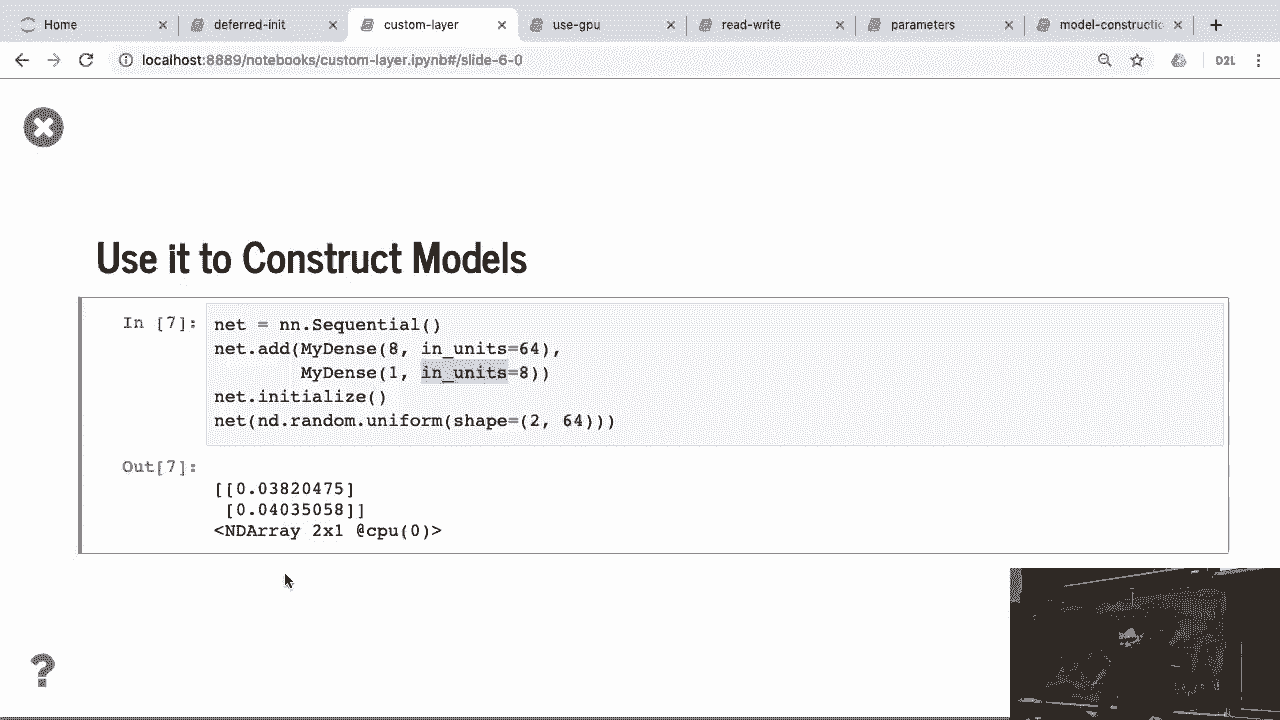 Home
deferred-init
custom-layer
use-gpu
read-write
parameters
model-constructic
localhost:8889/notebooks/custom-layer.ipynb#/slide-6-0
D2L
Use it to Construct Models
In [7]:
net = nn.Sequential()
net.add(MyDense(8, in_units=64),
MyDense(1, in_units=8))
net.initialize()
net(nd.random.uniform(shape=(2, 64)))
Out[7]:
[[0.03820475]
[0.04035058]]
<NDArray 2x1 @cpu(0)>